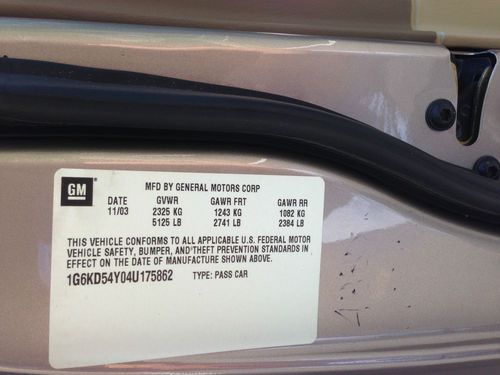 GM
MFD BY GENERAL MOTORS CORP
DATE GVWR GAWR FRT GAWR RR
11/03 2325 KG 1243 KG 1082 KG
5125 LB 2741 LB 2384 LB
THIS VEHICLE CONFORMS TO ALL APPLICABLE U.S. FEDERAL MOTOR
VEHICLE SAFETY, BUMPER, AND THEFT PREVENTION STANDARDS IN
EFFECT ON THE DATE OF MANUFACTURE SHOWN ABOVE.
1G6KD54Y04U175862 TYPE: PASS CAR